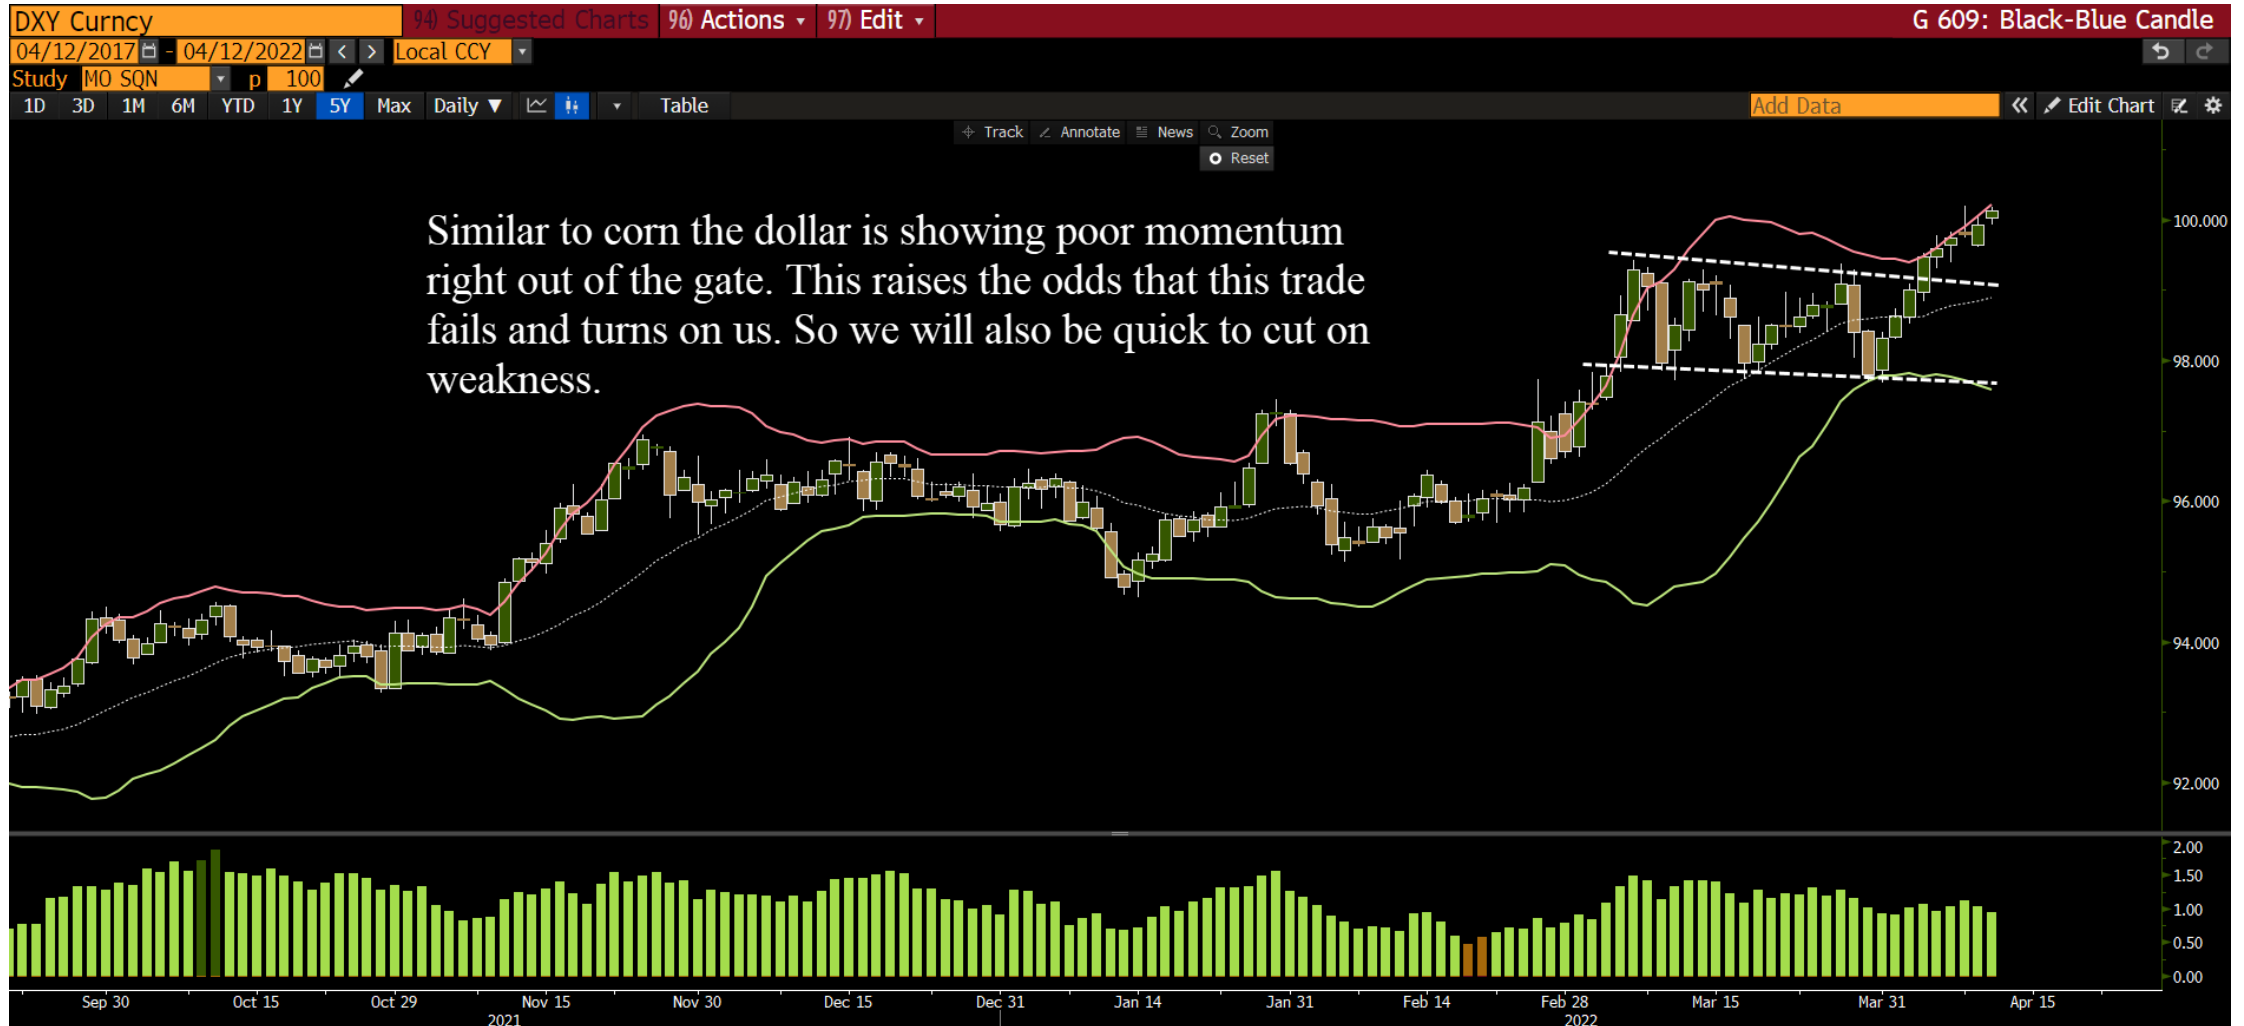 DXY Curncy 94) Suggested Charts 96) Actions 97) Edit G 609: Black-Blue Candle
04/12/2017 - 04/12/2022 < > Local CCY
Study MO SQN p 100
1D 3D 1M 6M YTD 1Y 5Y Max Daily Table Add Data Edit Chart
Track Annotate News Zoom
Reset
Similar to corn the dollar is showing poor momentum
right out of the gate. This raises the odds that this trade
fails and turns on us. So we will also be quick to cut on
weakness.
100.000
98.000
96.000
94.000
92.000
2.00
1.50
1.00
0.50
0.00
Sep 30 Oct 15 Oct 29 Nov 15 Nov 30 Dec 15 Dec 31 Jan 14 Jan 31 Feb 14 Feb 28 Mar 15 Mar 31 Apr 15
2021 2022